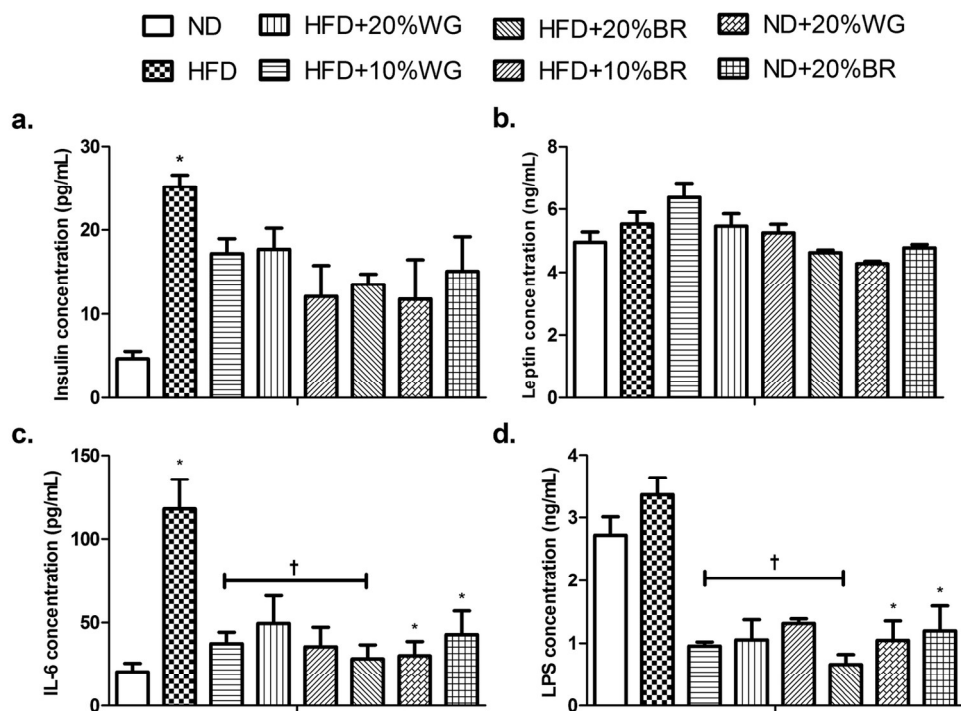 ND HFD+20%WG HFD+20%BR ND+20%WG
HFD HFD+10%WG HFD+10%BR ND+20%BR
a.
Insulin concentration (pg/mL)
30
20
10
0
*
b.
Leptin concentration (ng/mL)
8
6
4
2
0
c.
IL-6 concentration (pg/mL)
150
100
50
0
*
†
*
*
d.
LPS concentration (ng/mL)
4
3
2
1
0
†
*
*